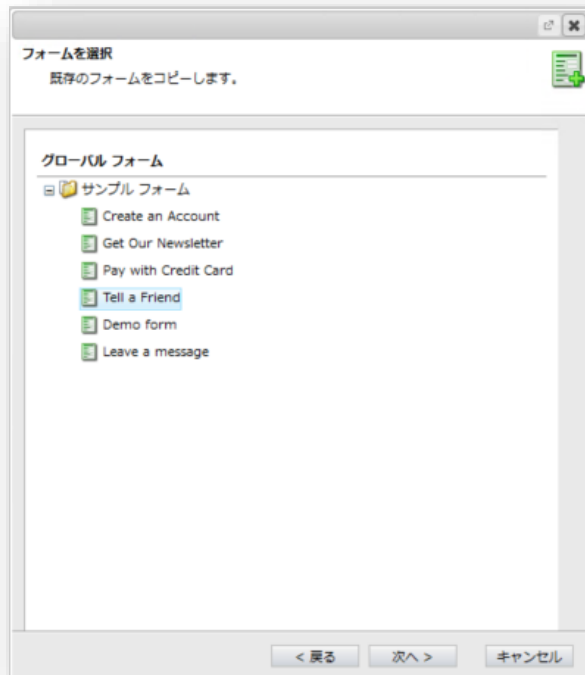 フォームを選択
既存のフォームをコピーします。
グローバル フォーム
サンプル フォーム
Create an Account
Get Our Newsletter
Pay with Credit Card
Tell a Friend
Demo form
Leave a message
< 戻る 次へ > キャンセル